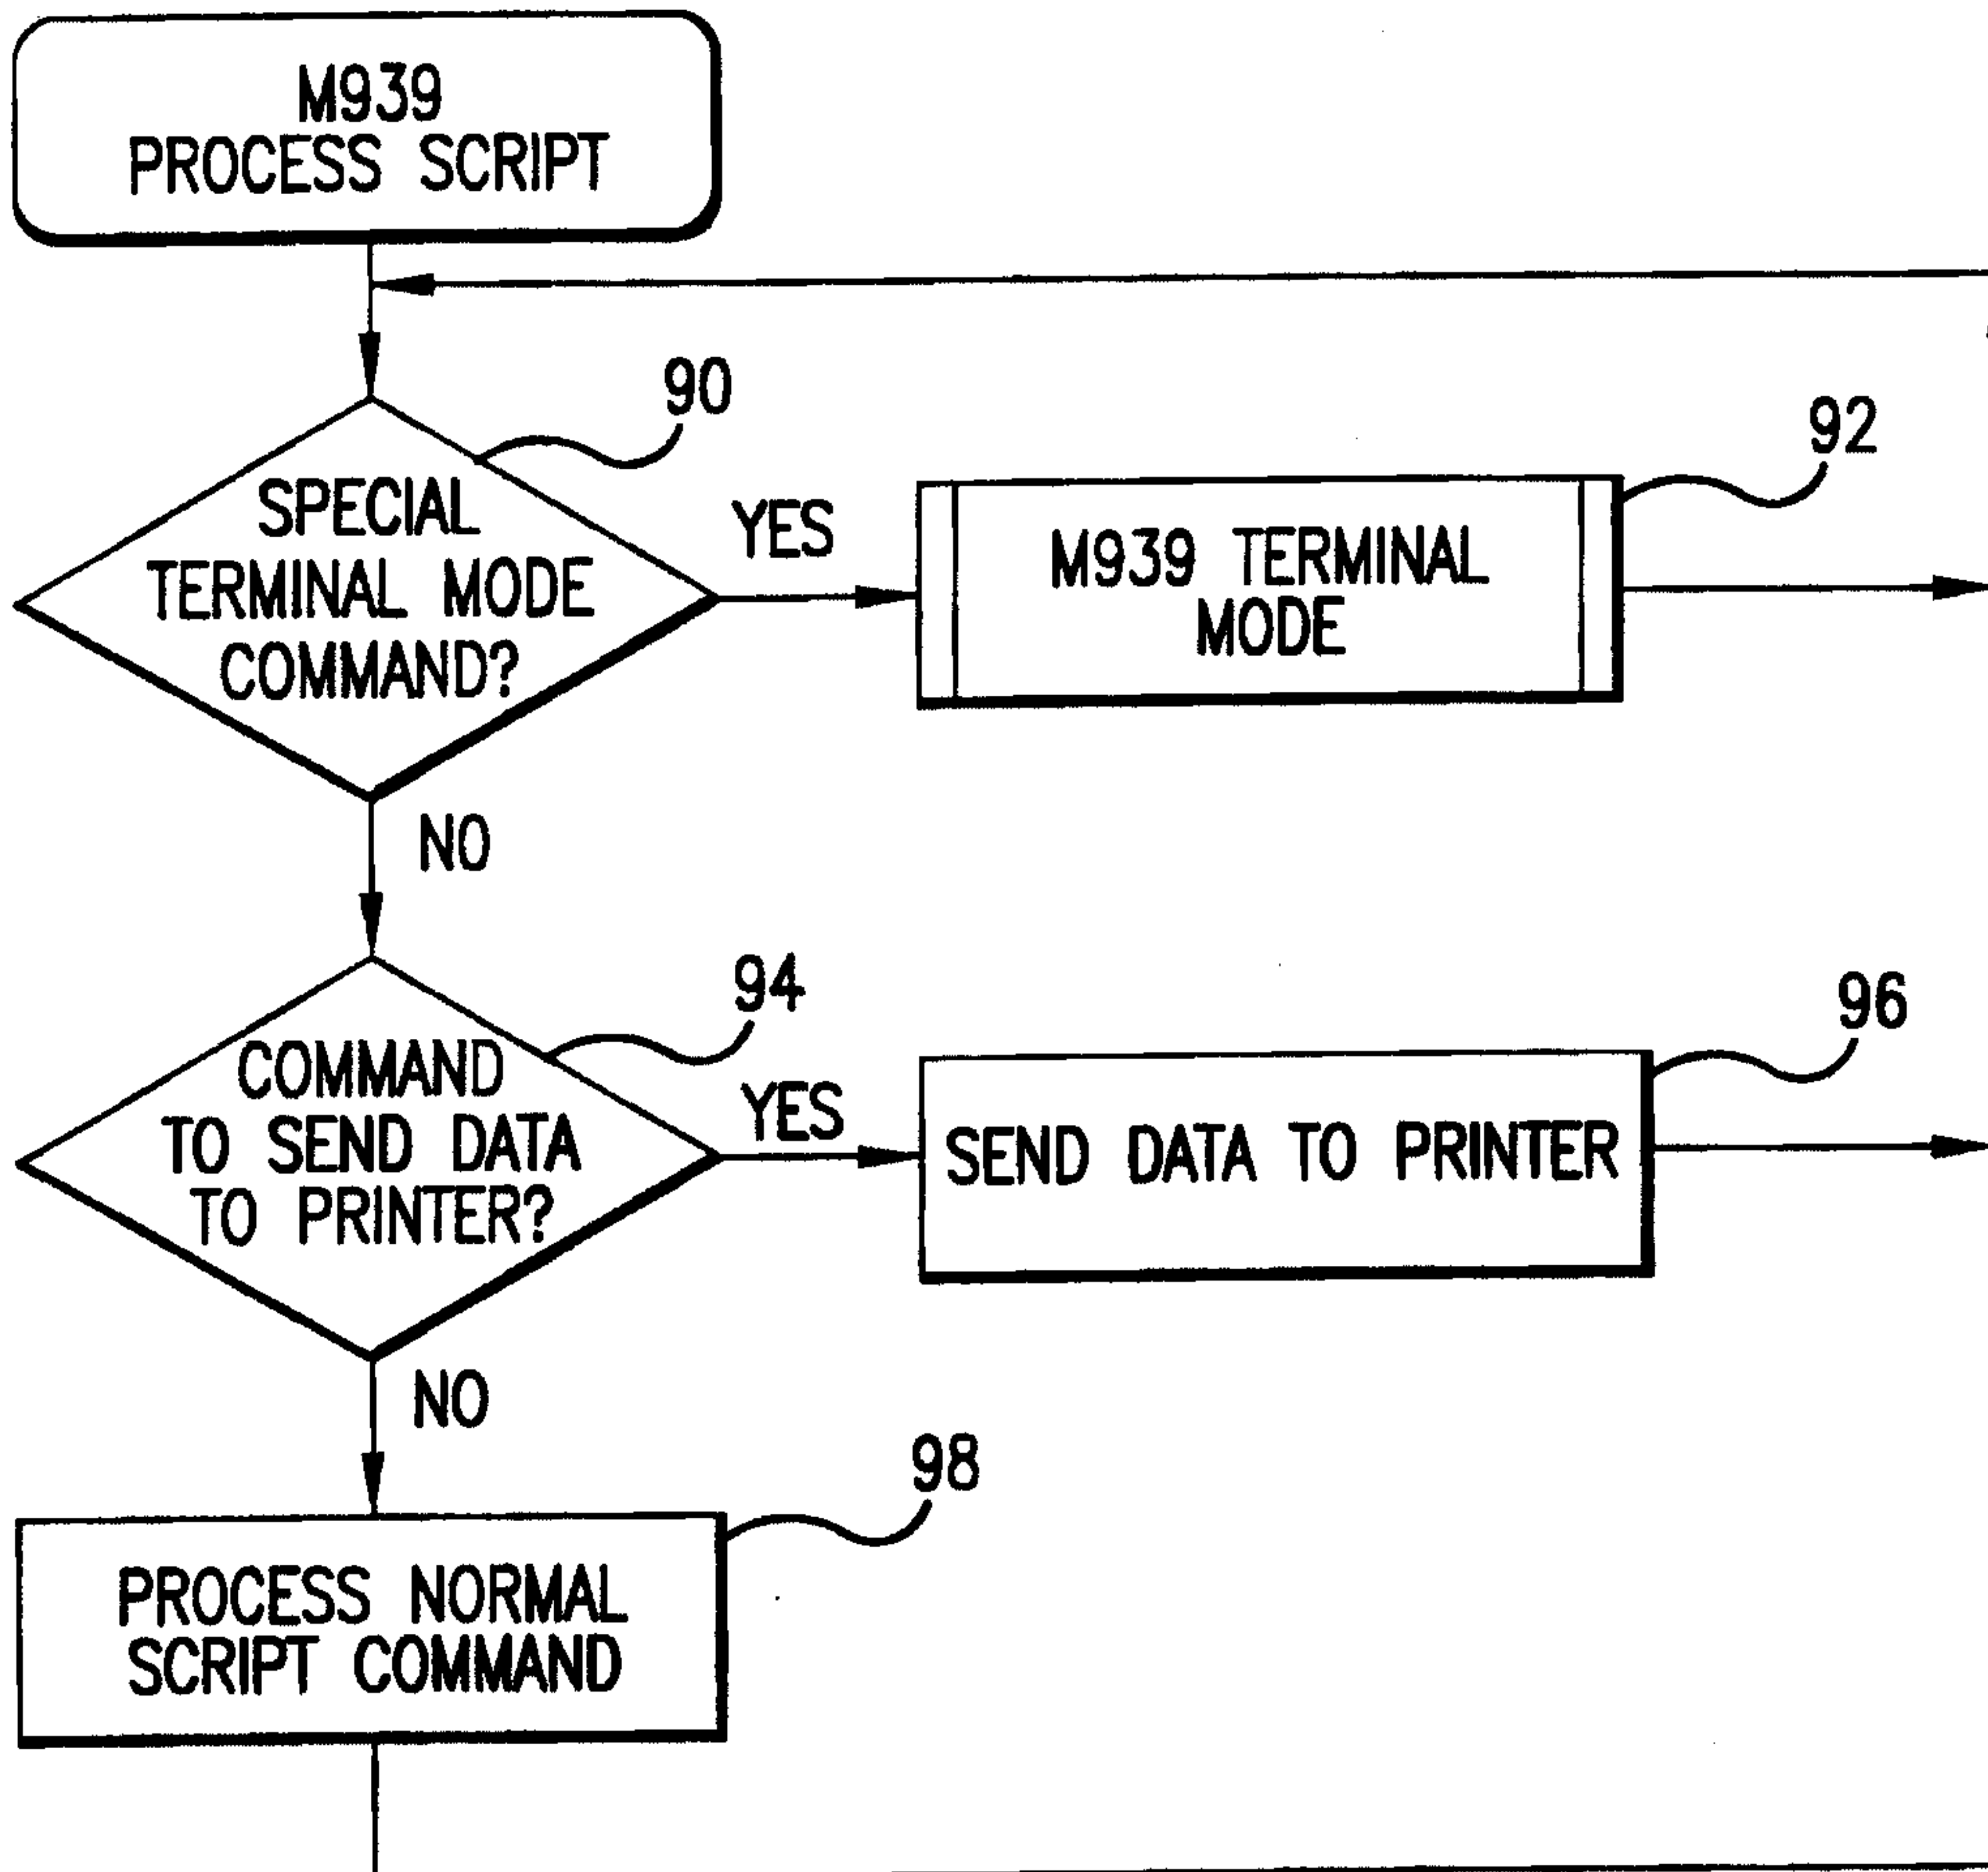 M939
PROCESS SCRIPT
90
SPECIAL
TERMINAL MODE
COMMAND?
YES
92
M939 TERMINAL
MODE
NO
94
COMMAND
TO SEND DATA
TO PRINTER?
YES
96
SEND DATA TO PRINTER
NO
98
PROCESS NORMAL
SCRIPT COMMAND